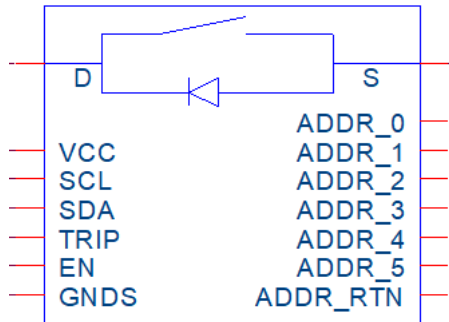 D S
ADDR_0
VCC ADDR_1
SCL ADDR_2
SDA ADDR_3
TRIP ADDR_4
EN ADDR_5
GNDS ADDR_RTN